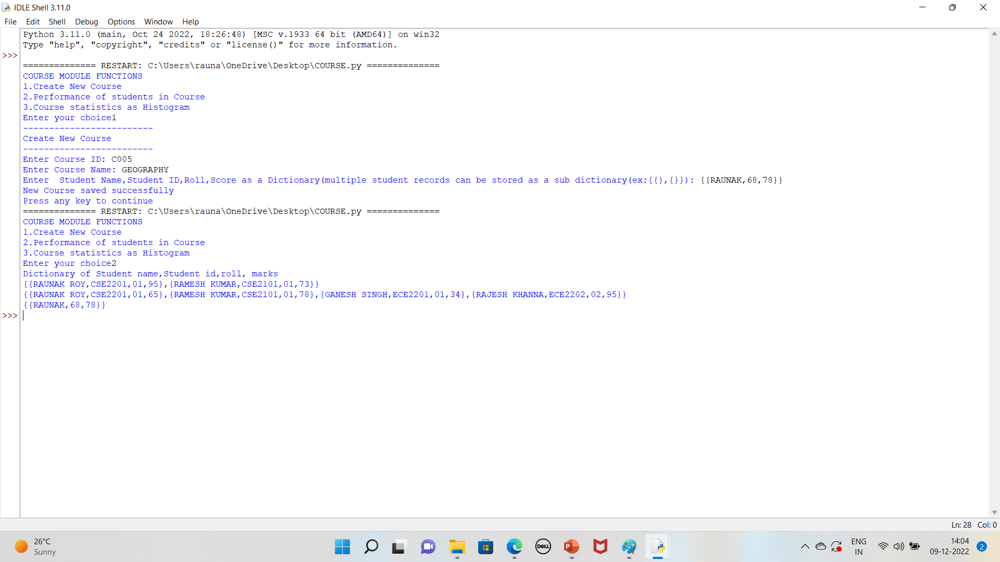 IDLE Shell 3.11.0
File Edit Shell Debug Options Window Help
Python 3.11.0 (main, Oct 24 2022, 18:26:48) [MSC v.1933 64 bit (AMD64)] on win32
Type "help", "copyright", "credits" or "license()" for more information.
>>>
============== RESTART: C:\Users\rauna\OneDrive\Desktop\COURSE.py ==============
COURSE MODULE FUNCTIONS
1.Create New Course
2.Performance of students in Course
3.Course statistics as Histogram
Enter your choice1
-------------------------
Create New Course
-------------------------
Enter Course ID: C005
Enter Course Name: GEOGRAPHY
Enter  Student Name,Student ID,Roll,Score as a Dictionary(multiple student records can be stored as a sub dictionary(ex:{{},{}}): {{RAUNAK,68,78}}
New Course saved successfully
Press any key to continue
============== RESTART: C:\Users\rauna\OneDrive\Desktop\COURSE.py ==============
COURSE MODULE FUNCTIONS
1.Create New Course
2.Performance of students in Course
3.Course statistics as Histogram
Enter your choice2
Dictionary of Student name,Student id,roll, marks
{{RAUNAK ROY,CSE2201,01,95},{RAMESH KUMAR,CSE2101,01,73}}
{{RAUNAK ROY,CSE2201,01,65},{RAMESH KUMAR,CSE2101,01,78},{GANESH SINGH,ECE2201,01,34},{RAJESH KHANNA,ECE2202,02,95}}
{{RAUNAK,68,78}}
>>>
Ln: 28 Col: 0
26°C
Sunny
DELL
P
ENG
IN
14:04
09-12-2022
2